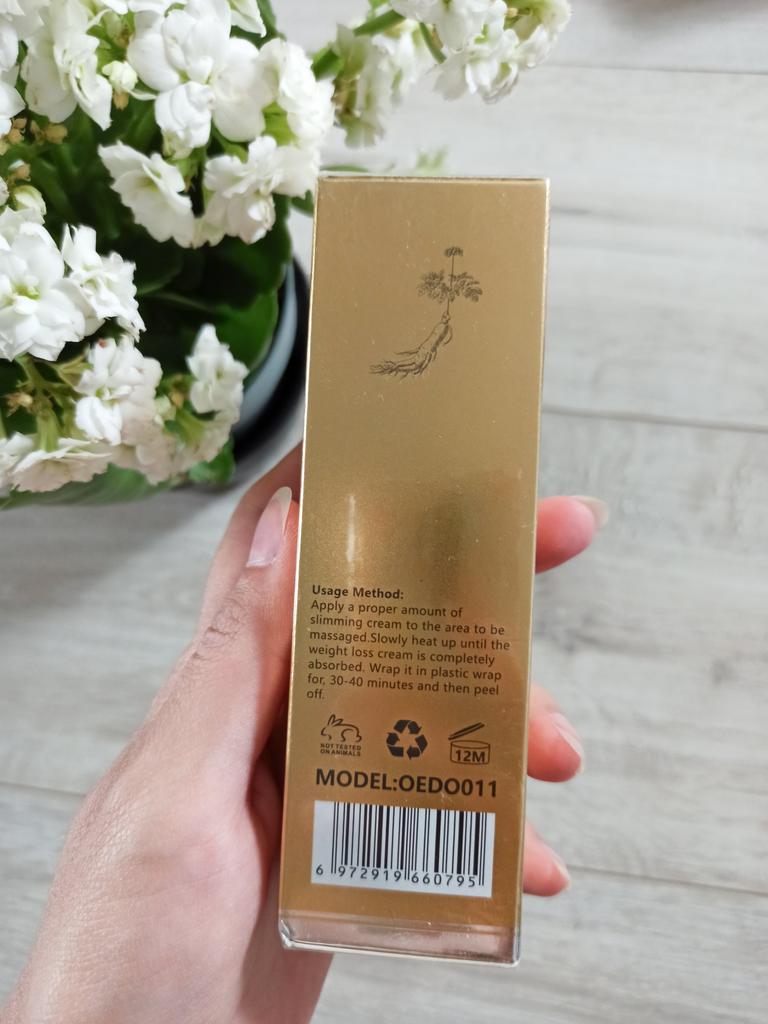 Usage Method:
Apply a proper amount of
slimming cream to the area to be
massaged.Slowly heat up until the
weight loss cream is completely
absorbed. Wrap it in plastic wrap
for, 30-40 minutes and then peel
off.
NOT TESTED
ON ANIMALS
12M
MODEL:OEDO011
6 972919 660795